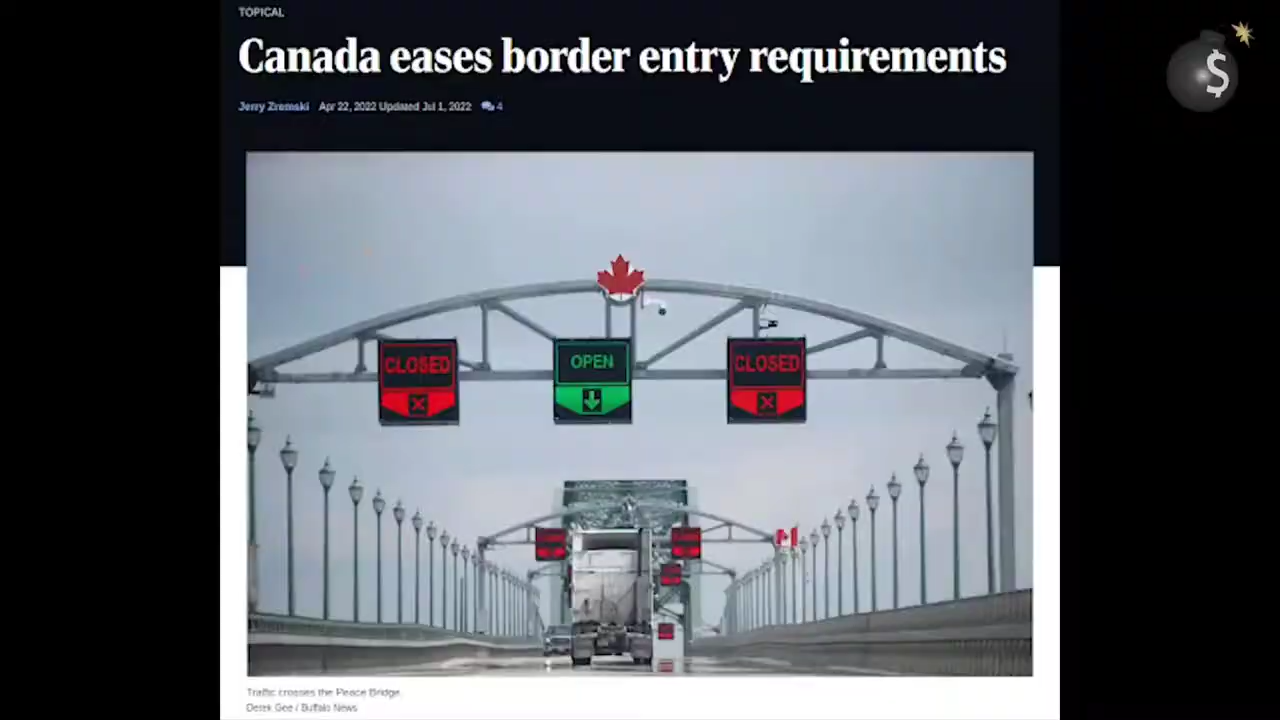 TOPICAL
Canada eases border entry requirements
Jerry Zremski Apr 22, 2022 Updated Jul 1, 2022 4
$
CLOSED OPEN CLOSED
Traffic crosses the Peace Bridge.
Derek Gee / Buffalo News